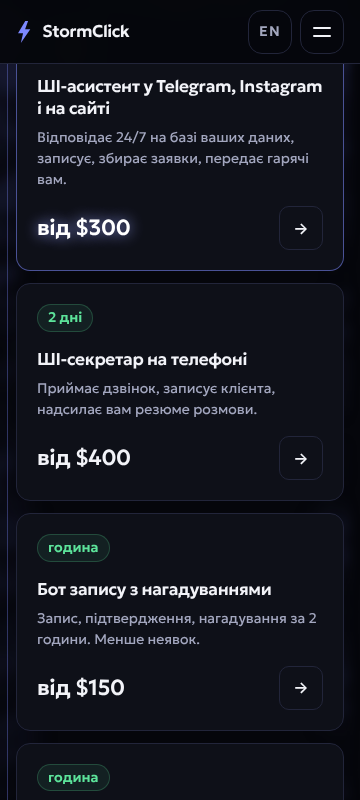 StormClick
EN
ШІ-асистент у Telegram, Instagram
і на сайті
Відповідає 24/7 на базі ваших даних,
записує, збирає заявки, передає гарячі
вам.
від $300
→
2 дні
ШІ-секретар на телефоні
Приймає дзвінок, записує клієнта,
надсилає вам резюме розмови.
від $400
→
година
Бот запису з нагадуваннями
Запис, підтвердження, нагадування за 2
години. Менше неявок.
від $150
→
година